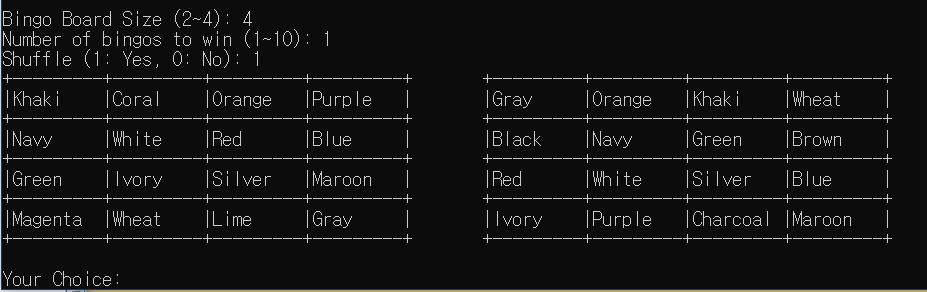 Bingo Board Size (2~4): 4
Number of bingos to win (1~10): 1
Shuffle (1: Yes, 0: No): 1
+---------+---------+---------+---------+       +---------+---------+---------+---------+
|Khaki    |Coral    |Orange   |Purple   |       |Gray     |Orange   |Khaki    |Wheat    |
+---------+---------+---------+---------+       +---------+---------+---------+---------+
|Navy     |White    |Red      |Blue     |       |Black    |Navy     |Green    |Brown    |
+---------+---------+---------+---------+       +---------+---------+---------+---------+
|Green    |Ivory    |Silver   |Maroon   |       |Red      |White    |Silver   |Blue     |
+---------+---------+---------+---------+       +---------+---------+---------+---------+
|Magenta  |Wheat    |Lime     |Gray     |       |Ivory    |Purple   |Charcoal |Maroon   |
+---------+---------+---------+---------+       +---------+---------+---------+---------+
Your Choice: